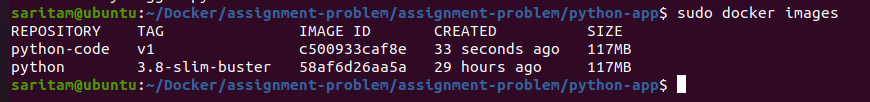 saritam@ubuntu:~/Docker/assignment-problem/assignment-problem/python-app$ sudo docker images
REPOSITORY TAG IMAGE ID CREATED SIZE
python-code v1 c500933caf8e 33 seconds ago 117MB
python 3.8-slim-buster 58af6d26aa5a 29 hours ago 117MB
saritam@ubuntu:~/Docker/assignment-problem/assignment-problem/python-app$